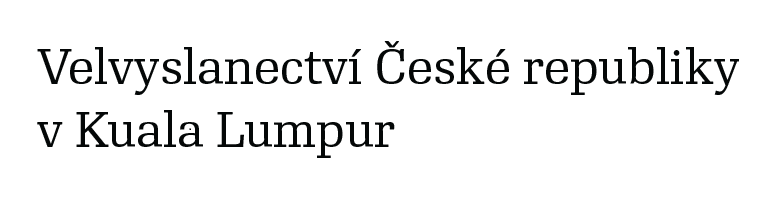 Velvyslanectví České republiky
v Kuala Lumpur